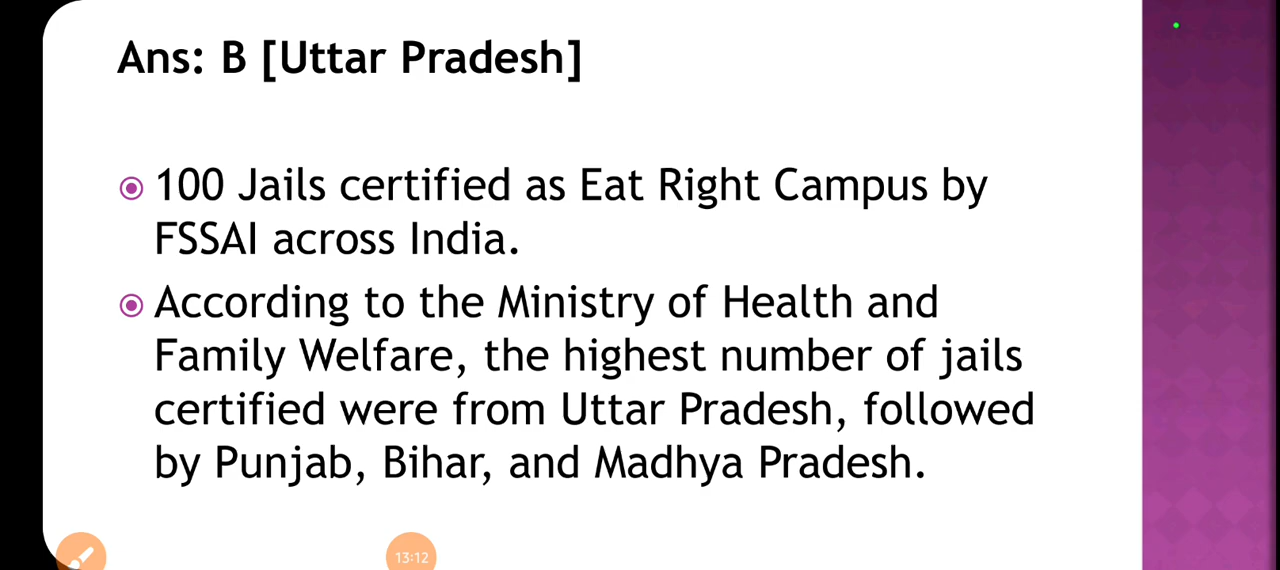 Ans: B [Uttar Pradesh]
100 Jails certified as Eat Right Campus by
FSSAI across India.
According to the Ministry of Health and
Family Welfare, the highest number of jails
certified were from Uttar Pradesh, followed
by Punjab, Bihar, and Madhya Pradesh.
13:12